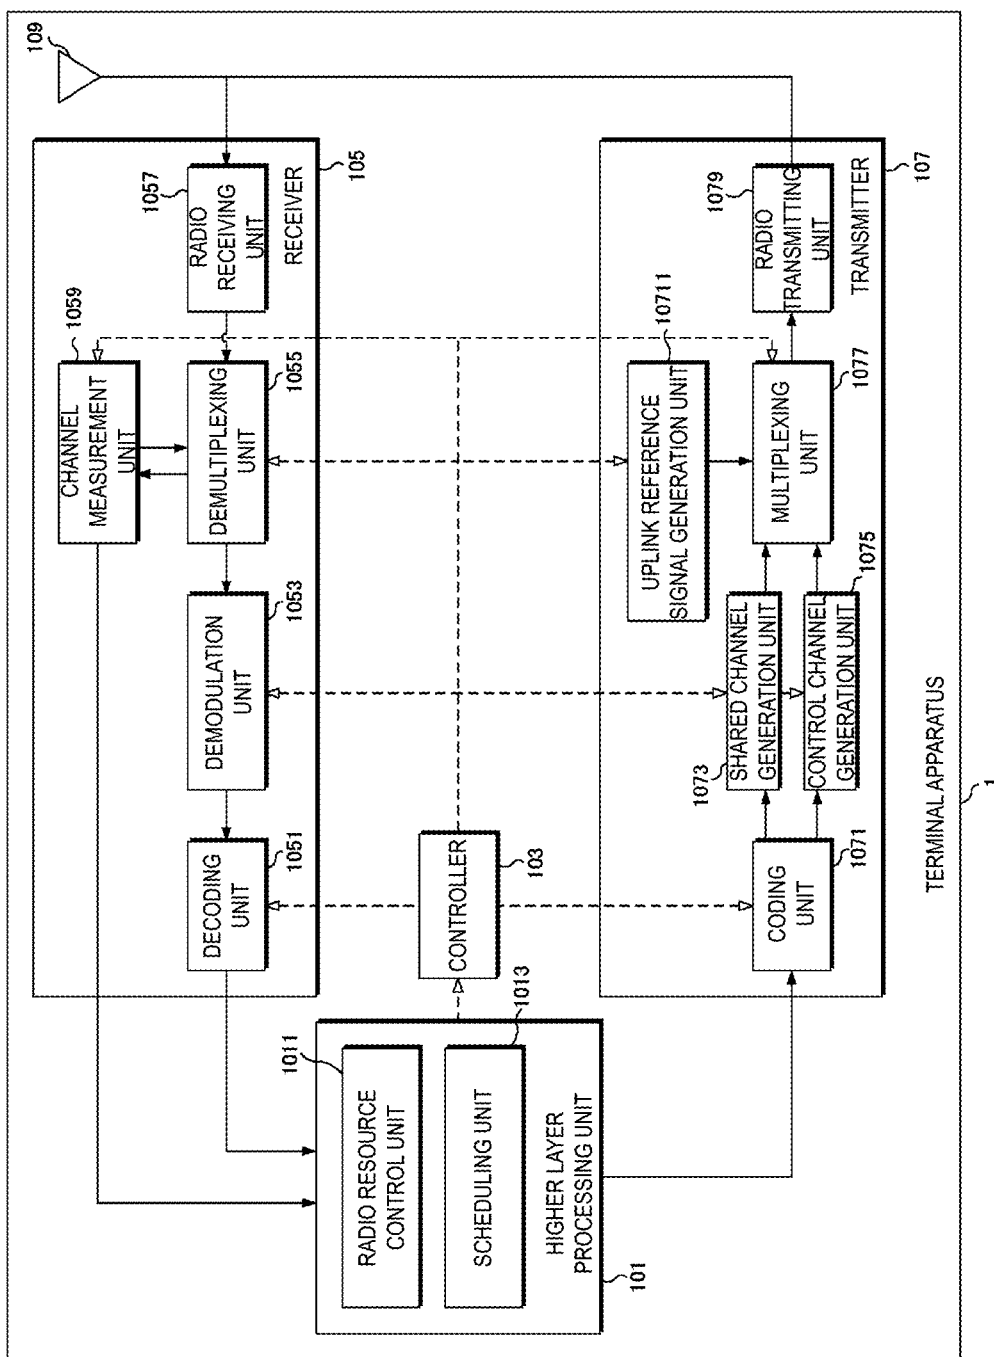 109
1057
RADIO
RECEIVING
UNIT
RECEIVER
105
1059
CHANNEL
MEASUREMENT
UNIT
DEMULTIPLEXING
UNIT
1055
DEMODULATION
UNIT
1053
DECODING
UNIT
1051
CONTROLLER
103
1011
RADIO RESOURCE
CONTROL UNIT
1013
SCHEDULING UNIT
HIGHER LAYER
PROCESSING UNIT
101
1079
RADIO
TRANSMITTING
UNIT
TRANSMITTER
107
10711
UPLINK REFERENCE
SIGNAL GENERATION UNIT
MULTIPLEXING
UNIT
1077
1073
SHARED CHANNEL
GENERATION UNIT
CONTROL CHANNEL
GENERATION UNIT
1075
CODING
UNIT
1071
TERMINAL APPARATUS
1